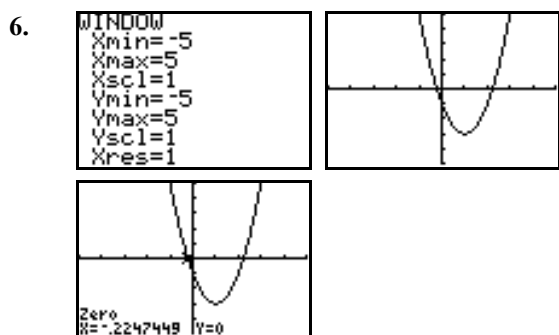 6.
WINDOW
Xmin=-5
Xmax=5
Xscl=1
Ymin=-5
Ymax=5
Yscl=1
Xres=1
Zero
X=-.2247449 Y=0